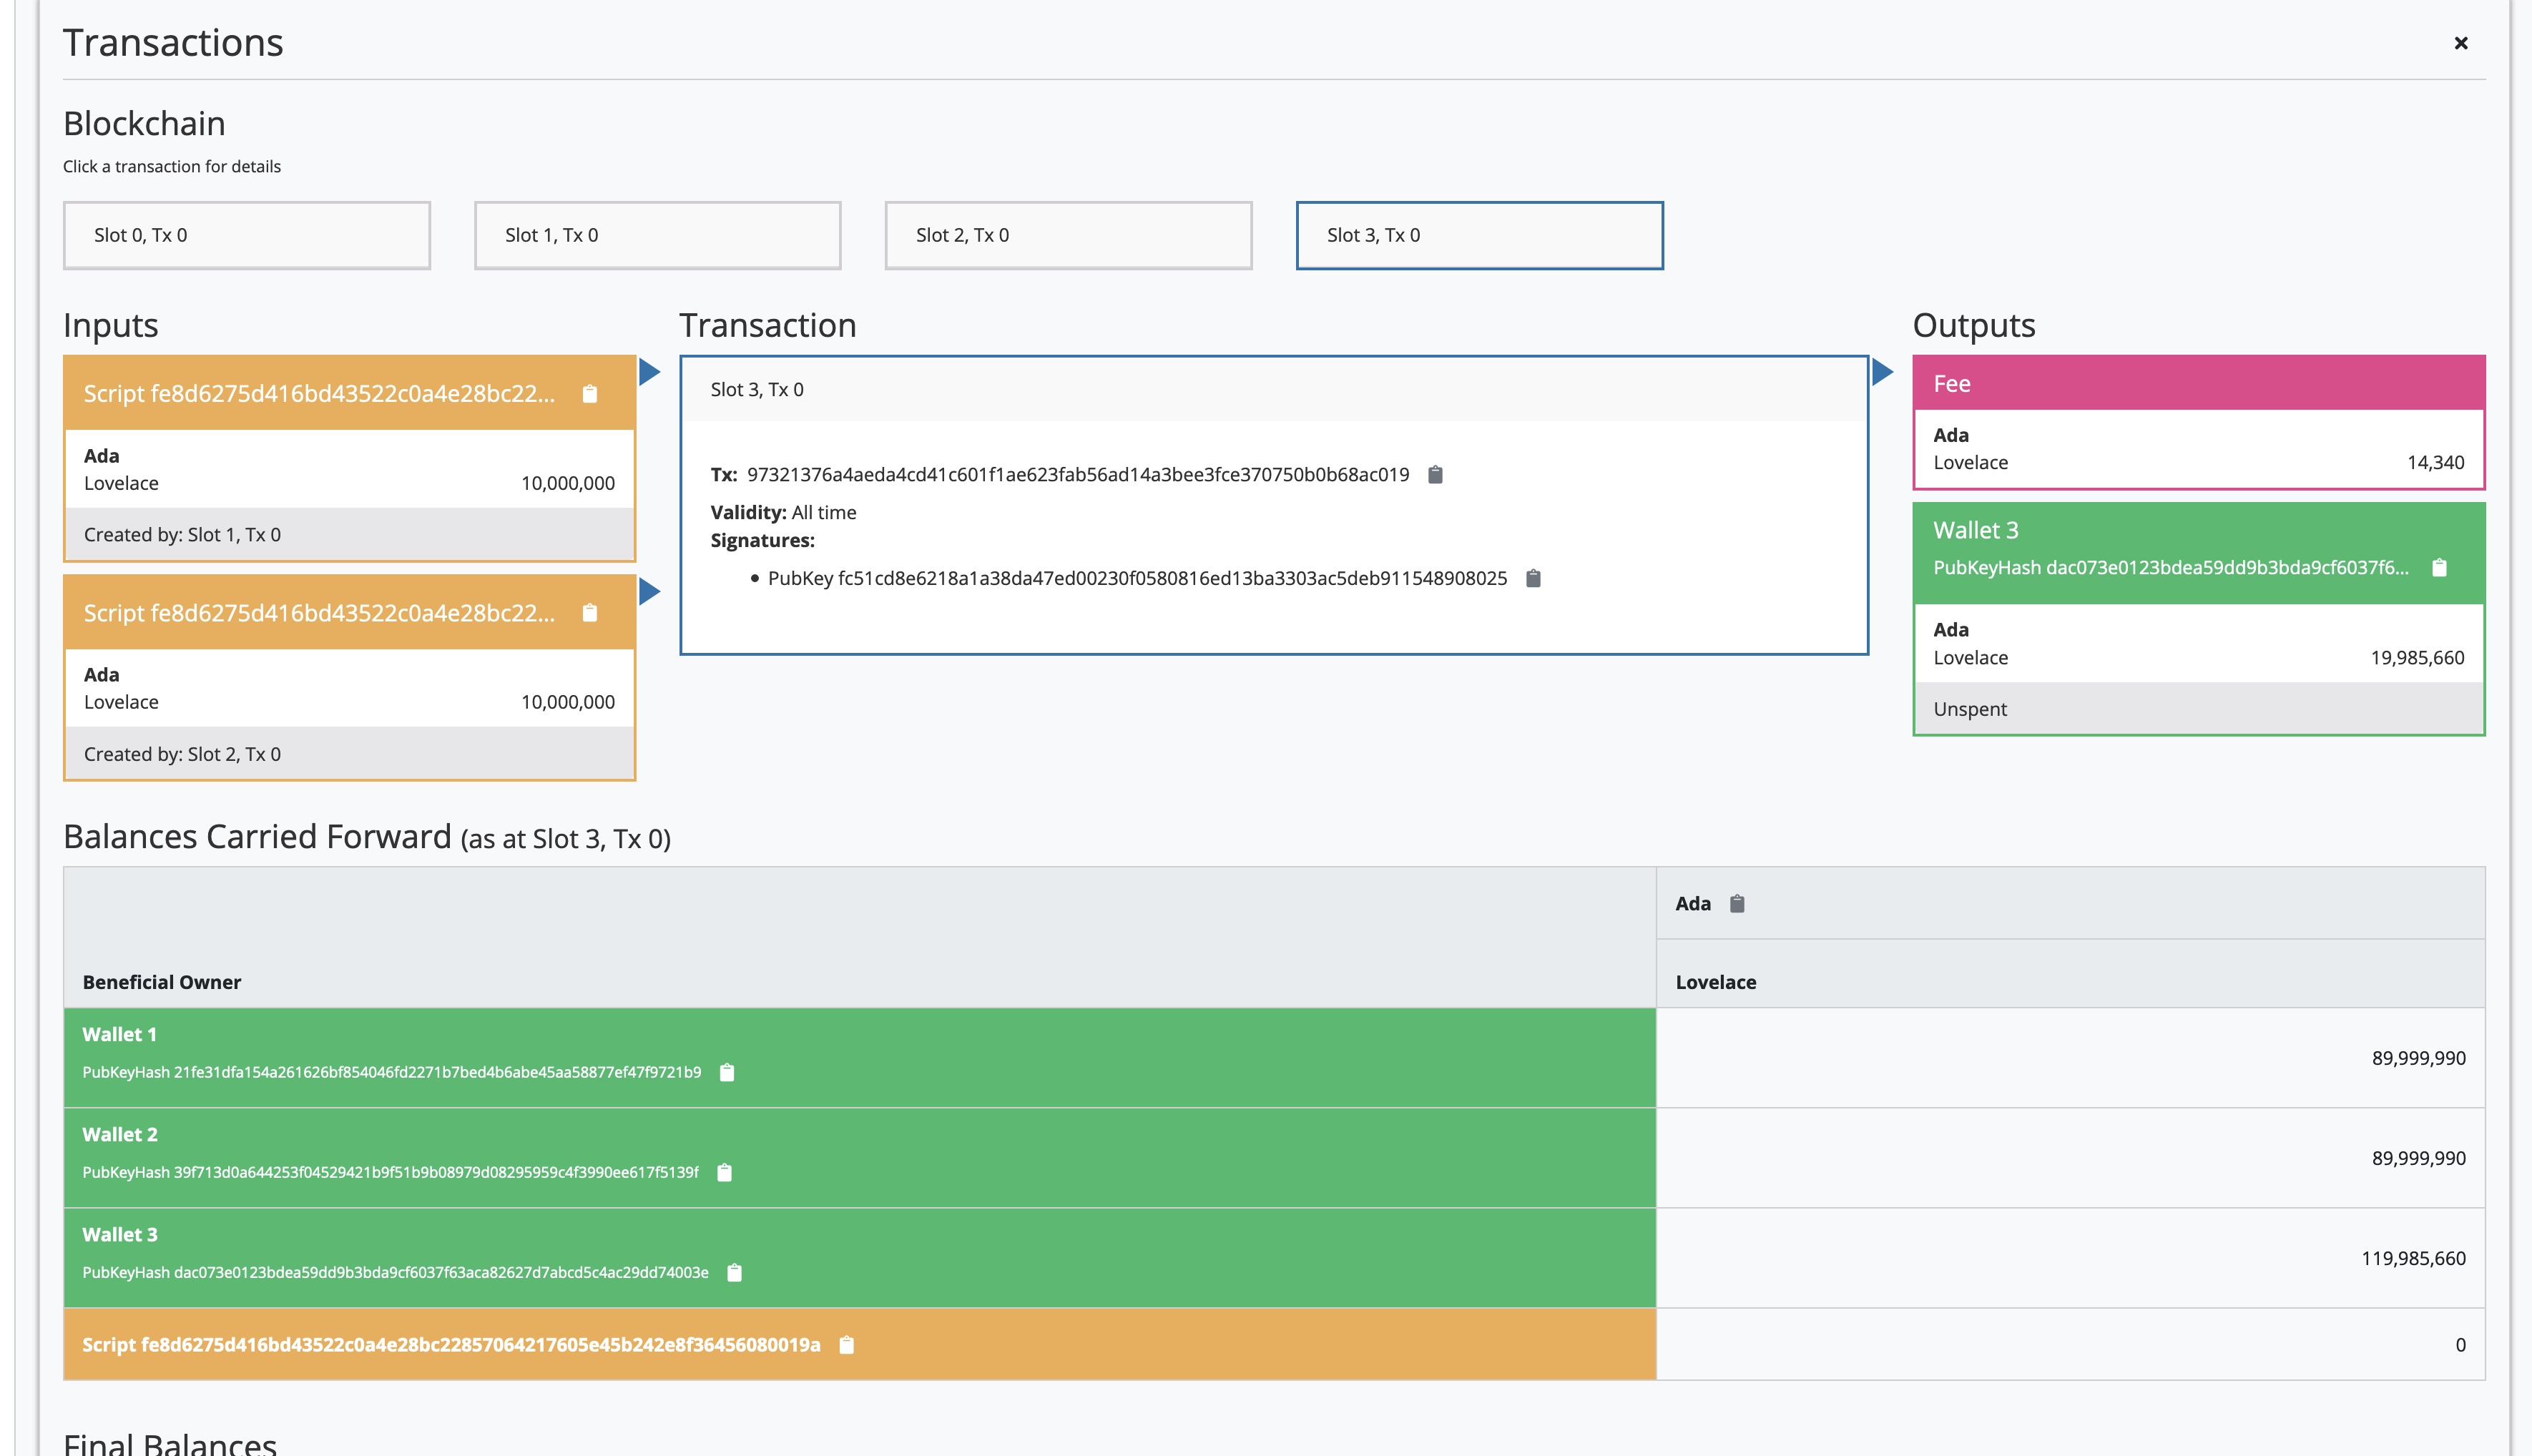 Transactions
Blockchain
Click a transaction for details
Slot 0, Tx 0
Slot 1, Tx 0
Slot 2, Tx 0
Slot 3, Tx 0
Inputs
Script fe8d6275d416bd43522c0a4e28bc22...
Ada
Lovelace 10,000,000
Created by: Slot 1, Tx 0
Script fe8d6275d416bd43522c0a4e28bc22...
Ada
Lovelace 10,000,000
Created by: Slot 2, Tx 0
Transaction
Slot 3, Tx 0
Tx: 97321376a4aeda4cd41c601f1ae623fab56ad14a3bee3fce370750b0b68ac019
Validity: All time
Signatures:
• PubKey fc51cd8e6218a1a38da47ed00230f0580816ed13ba3303ac5deb911548908025
Outputs
Fee
Ada
Lovelace 14,340
Wallet 3
PubKeyHash dac073e0123bdea59dd9b3bda9cf6037f6...
Ada
Lovelace 19,985,660
Unspent
Balances Carried Forward (as at Slot 3, Tx 0)
Ada
Beneficial Owner Lovelace
Wallet 1
PubKeyHash 21fe31dfa154a261626bf854046fd2271b7bed4b6abe45aa58877ef47f9721b9
89,999,990
Wallet 2
PubKeyHash 39f713d0a644253f04529421b9f51b9b08979d08295959c4f3990ee617f5139f
89,999,990
Wallet 3
PubKeyHash dac073e0123bdea59dd9b3bda9cf6037f63aca82627d7abcd5c4ac29dd74003e
119,985,660
Script fe8d6275d416bd43522c0a4e28bc22857064217605e45b242e8f36456080019a
0
Final Balances